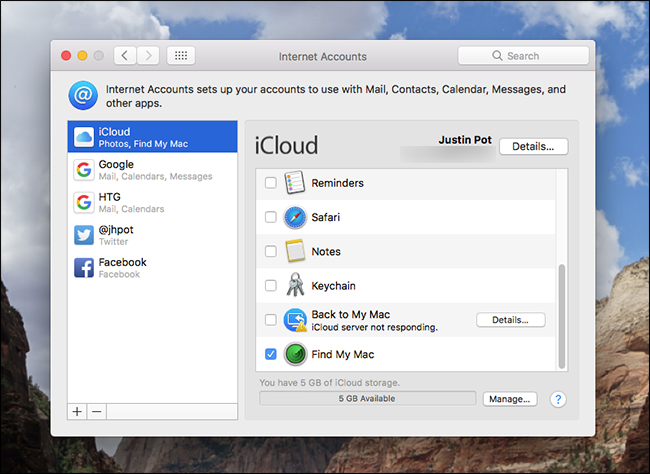 Internet Accounts
Search
Internet Accounts sets up your accounts to use with Mail, Contacts, Calendar, Messages, and
other apps.
iCloud
Photos, Find My Mac
Google
Mail, Calendars, Messages
HTG
Mail, Calendars
@jhpot
Twitter
Facebook
Facebook
iCloud
Justin Pot
Details...
Reminders
Safari
Notes
Keychain
Back to My Mac
iCloud server not responding.
Details...
Find My Mac
You have 5 GB of iCloud storage.
5 GB Available
Manage...
?